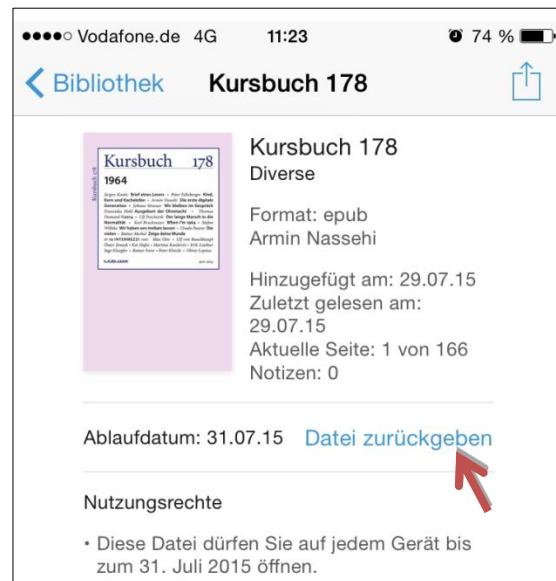 Vodafone.de 4G 11:23 74 %
Bibliothek Kursbuch 178
Kursbuch 178
Kursbuch 178
1964
Kursbuch 178
Diverse
Format: epub
Armin Nassehi
Hinzugefügt am: 29.07.15
Zuletzt gelesen am:
29.07.15
Aktuelle Seite: 1 von 166
Notizen: 0
Ablaufdatum: 31.07.15 Datei zurückgeben
Nutzungsrechte
• Diese Datei dürfen Sie auf jedem Gerät bis
zum 31. Juli 2015 öffnen.